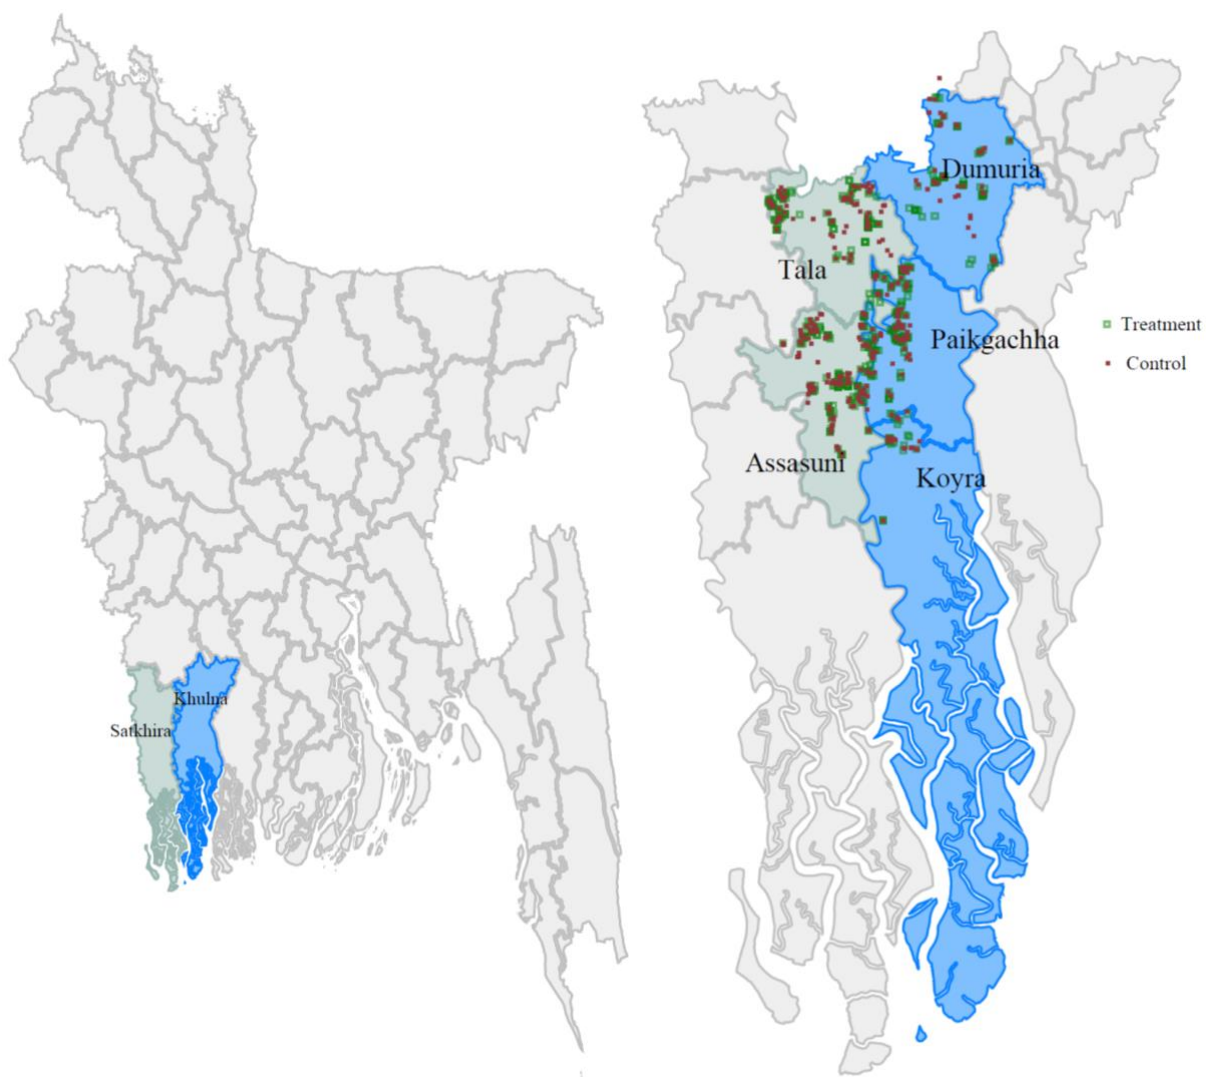 Khulna
Satkhira
Dumuria
Tala
Paikgachha
Assasuni
Koyra
Treatment
Control